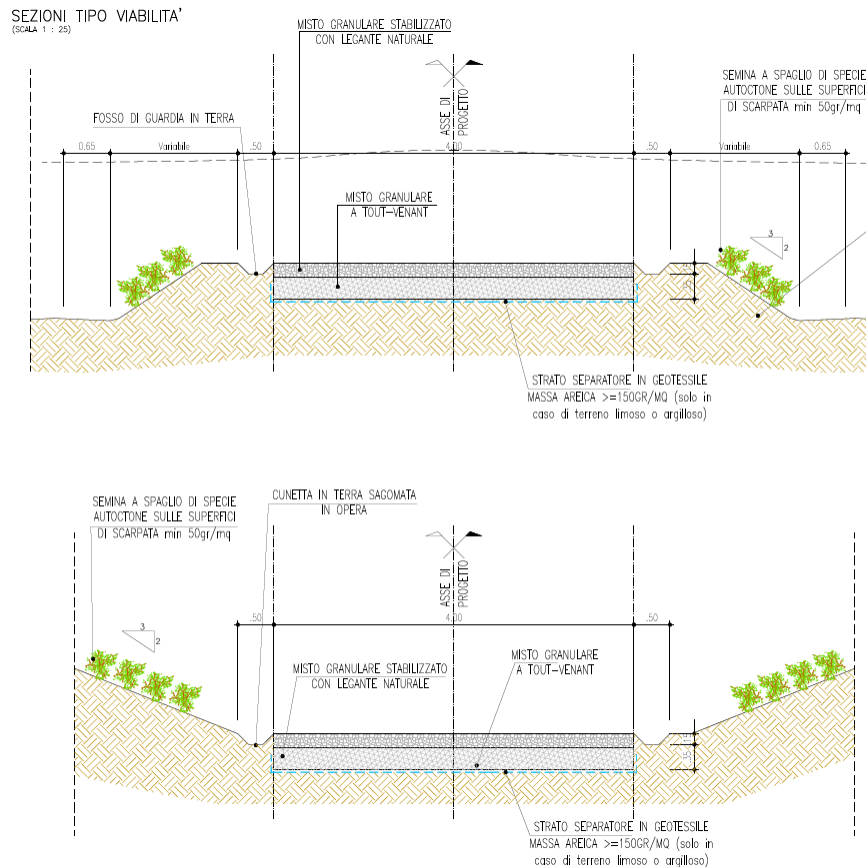 SEZIONI TIPO VIABILITA'
(SCALA 1 : 25)
MISTO GRANULARE STABILIZZATO
CON LEGANTE NATURALE
SEMINA A SPAGLIO DI SPECIE
AUTOCTONE SULLE SUPERFICI
DI SCARPATA min 50gr/mq
FOSSO DI GUARDIA IN TERRA
ASSE DI
PROGETTO
0.65
Variabile
.50
4.00
.50
Variabile
0.65
MISTO GRANULARE
A TOUT-VENANT
3
2
.15
.35
STRATO SEPARATORE IN GEOTESSILE
MASSA AREICA >=150GR/MQ (solo in
caso di terreno limoso o argilloso)
SEMINA A SPAGLIO DI SPECIE
AUTOCTONE SULLE SUPERFICI
DI SCARPATA min 50gr/mq
CUNETTA IN TERRA SAGOMATA
IN OPERA
ASSE DI
PROGETTO
.50
4.00
.50
3
2
MISTO GRANULARE STABILIZZATO
CON LEGANTE NATURALE
MISTO GRANULARE
A TOUT-VENANT
.15
.35
STRATO SEPARATORE IN GEOTESSILE
MASSA AREICA >=150GR/MQ (solo in
caso di terreno limoso o argilloso)